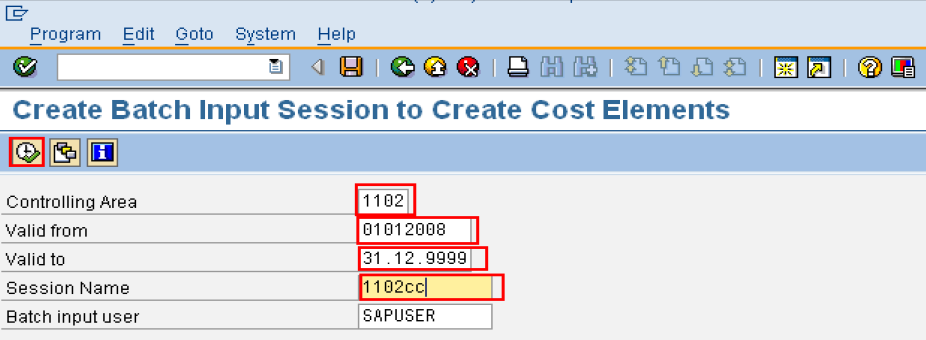 Program Edit Goto System Help
Create Batch Input Session to Create Cost Elements
Controlling Area 1102
Valid from 01012008
Valid to 31.12.9999
Session Name 1102cc
Batch input user SAPUSER